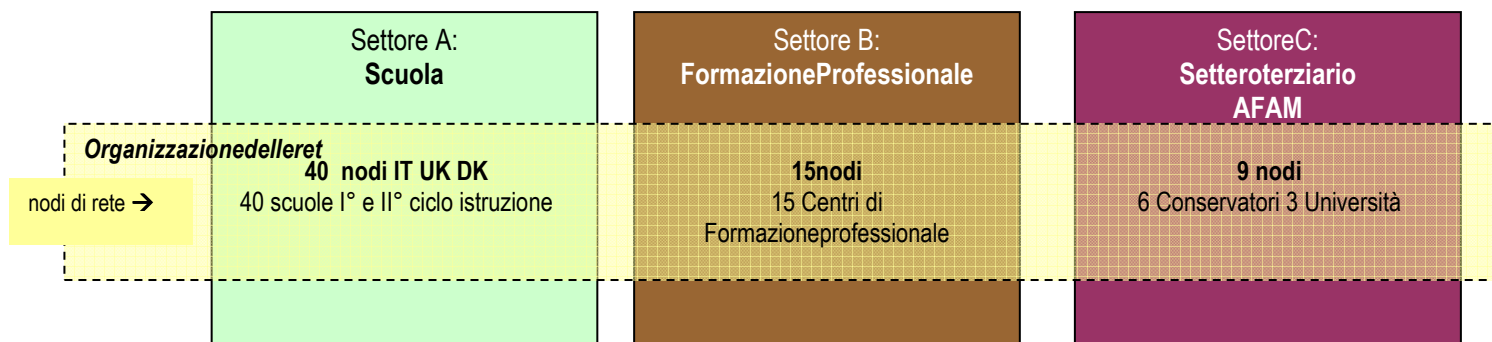 Settore A:
Scuola
Settore B:
FormazioneProfessionale
SettoreC:
Setteroterziario
AFAM
Organizzazionedelleret
nodi di rete →
40 nodi IT UK DK
40 scuole I° e II° ciclo istruzione
15nodi
15 Centri di
Formazioneprofessionale
9 nodi
6 Conservatori 3 Università